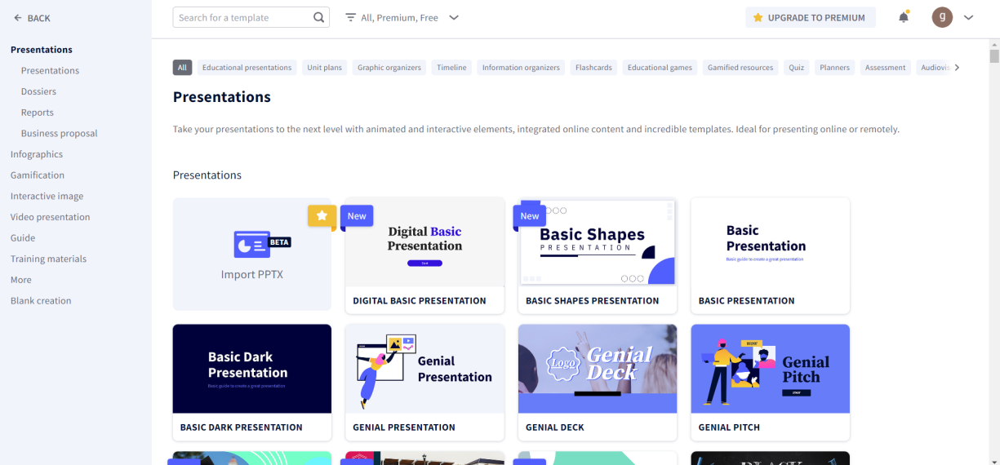 BACK
Search for a template
All, Premium, Free
UPGRADE TO PREMIUM
g
Presentations
Presentations
Dossiers
Reports
Business proposal
Infographics
Gamification
Interactive image
Video presentation
Guide
Training materials
More
Blank creation
All
Educational presentations
Unit plans
Graphic organizers
Timeline
Information organizers
Flashcards
Educational games
Gamified resources
Quiz
Planners
Assessment
Audiovis
Presentations
Take your presentations to the next level with animated and interactive elements, integrated online content and incredible templates. Ideal for presenting online or remotely.
Presentations
BETA
Import PPTX
New
Digital Basic
Presentation
Start
DIGITAL BASIC PRESENTATION
New
Basic Shapes
PRESENTATION
BASIC SHAPES PRESENTATION
Basic
Presentation
Basic guide to create a great presentation
BASIC PRESENTATION
Basic Dark
Presentation
Basic guide to create a great presentation
BASIC DARK PRESENTATION
Genial
Presentation
GENIAL PRESENTATION
Logo
Genial
Deck
GENIAL DECK
WOW
Genial
Pitch
START
GENIAL PITCH
BLACK